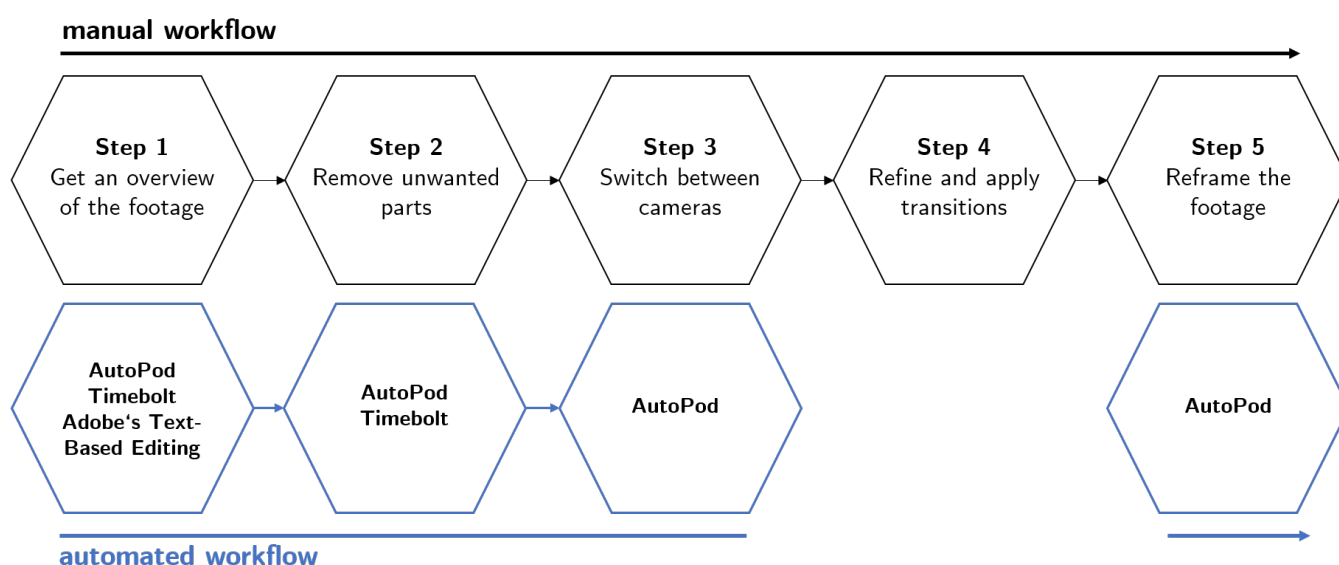 manual workflow
Step 1
Get an overview
of the footage
Step 2
Remove unwanted
parts
Step 3
Switch between
cameras
Step 4
Refine and apply
transitions
Step 5
Reframe the
footage
AutoPod
Timebolt
Adobe‘s Text-
Based Editing
AutoPod
Timebolt
AutoPod
AutoPod
automated workflow